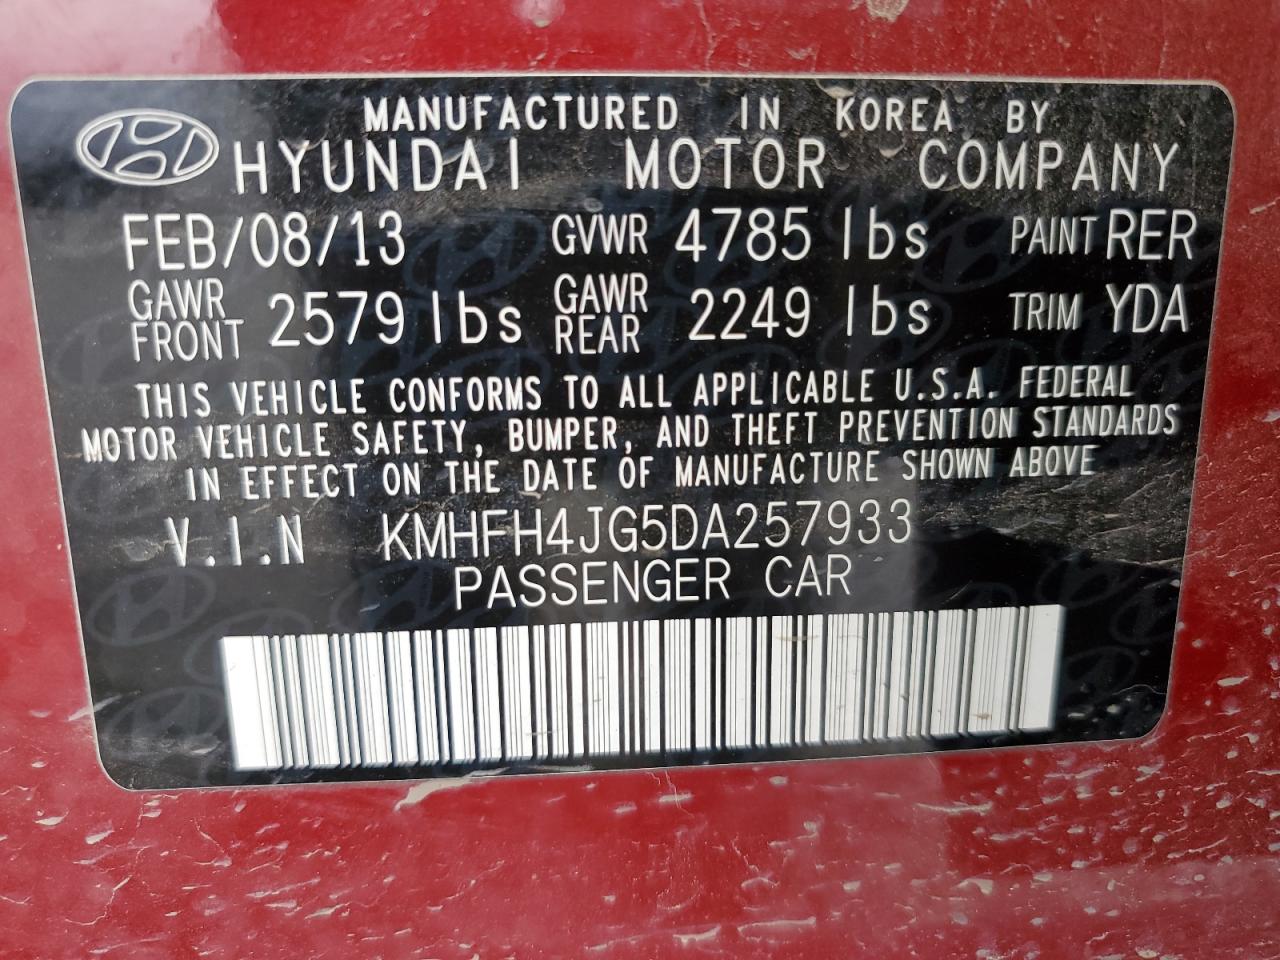 MANUFACTURED IN KOREA BY
HYUNDAI MOTOR COMPANY
FEB/08/13 GVWR 4785 lbs PAINT RER
GAWR FRONT 2579 lbs GAWR REAR 2249 lbs TRIM YDA
THIS VEHICLE CONFORMS TO ALL APPLICABLE U.S.A. FEDERAL
MOTOR VEHICLE SAFETY, BUMPER, AND THEFT PREVENTION STANDARDS
IN EFFECT ON THE DATE OF MANUFACTURE SHOWN ABOVE
V.I.N KMHFH4JG5DA257933
PASSENGER CAR